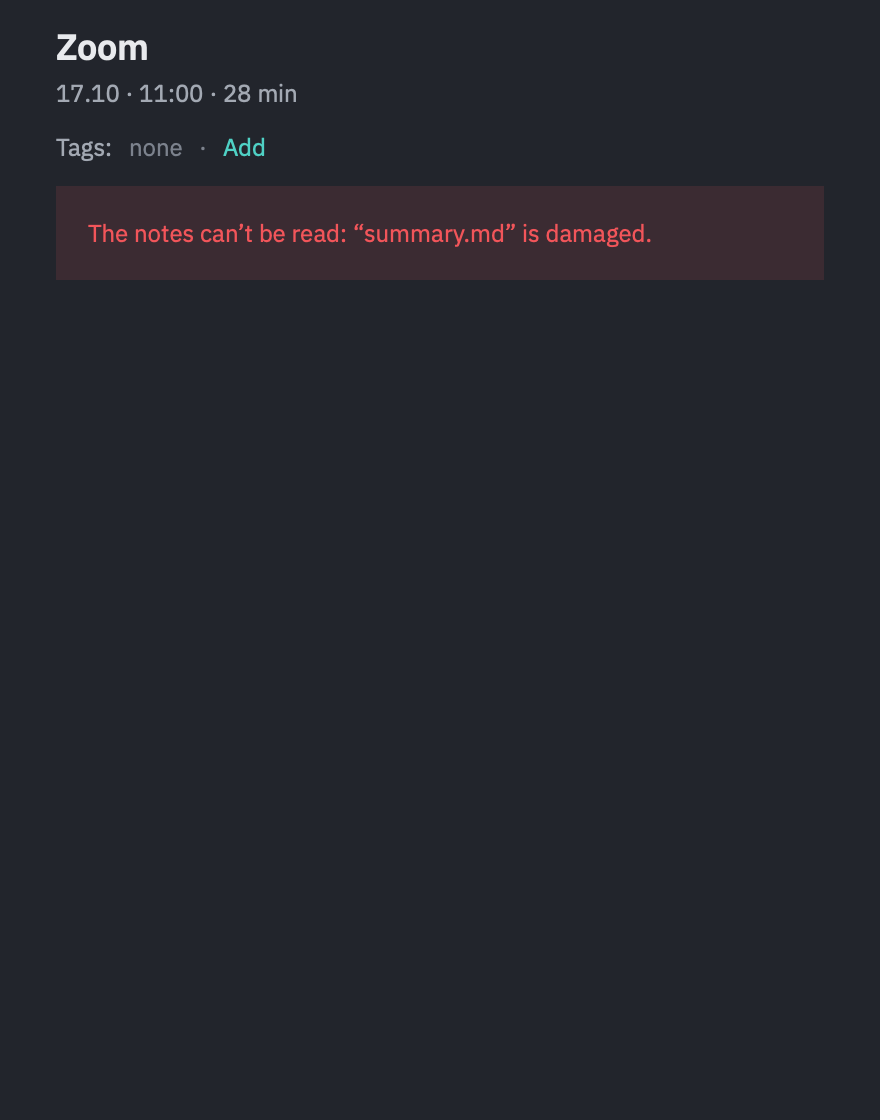 Zoom
17.10 · 11:00 · 28 min
Tags: none · Add
The notes can’t be read: “summary.md” is damaged.